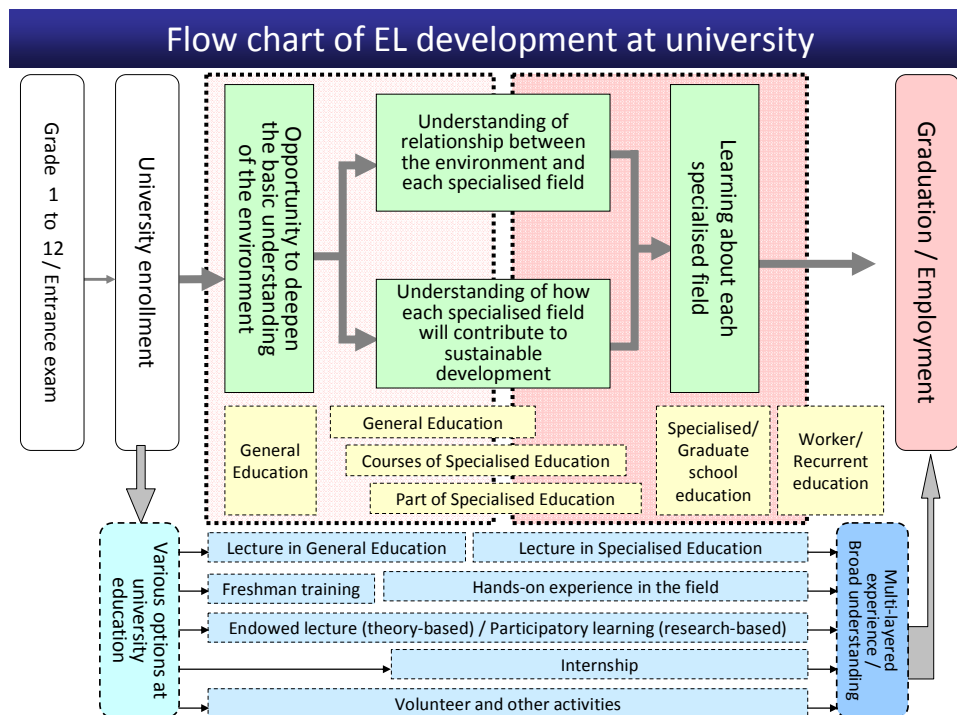 Flow chart of EL development at university
Grade 1 to 12 / Entrance exam
University enrollment
Opportunity to deepen
the basic understanding
of the environment
Understanding of
relationship between
the environment and
each specialised field
Understanding of how
each specialised field
will contribute to
sustainable
development
Learning about each
specialised field
Graduation / Employment
General
Education
General Education
Courses of Specialised Education
Part of Specialised Education
Specialised/
Graduate
school
education
Worker/
Recurrent
education
Various options at
university
education
Lecture in General Education
Lecture in Specialised Education
Freshman training
Hands-on experience in the field
Endowed lecture (theory-based) / Participatory learning (research-based)
Internship
Volunteer and other activities
Multi-layered
experience /
Broad understanding